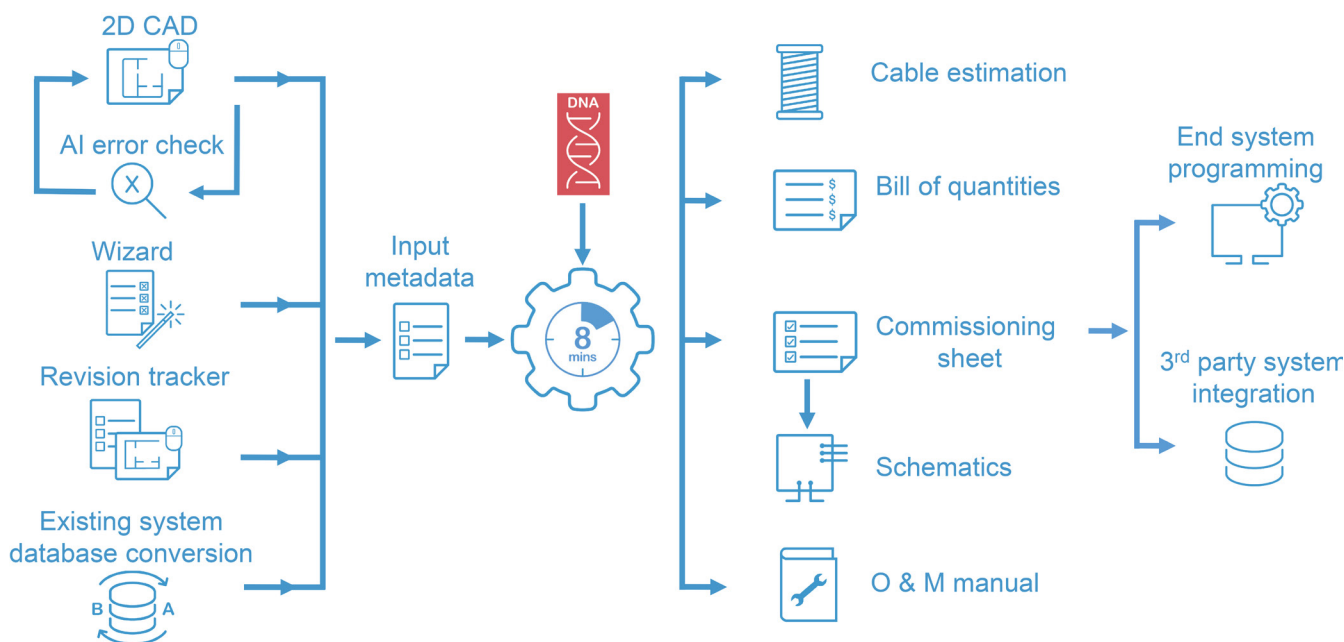 2D CAD
AI error check
X
Wizard
Revision tracker
Existing system
database conversion
B A
Input
metadata
DNA
8
mins
Cable estimation
Bill of quantities
$
$
$
Commissioning
sheet
Schematics
O & M manual
End system
programming
3rd party system
integration